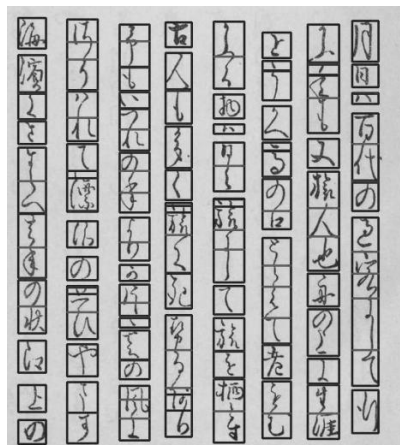 月日ハ百代の過客にして行
かふ年も又旅人也舟のうへに生涯
をうかへ馬の口とらえて老をむ
かふる物ハ日々旅にして旅を栖とす
古人も多く旅に死せるあり
予もいつれの年よりか片雲の風に
さそはれて漂泊の思ひやます
海濱にさすらへ去年の秋江上の